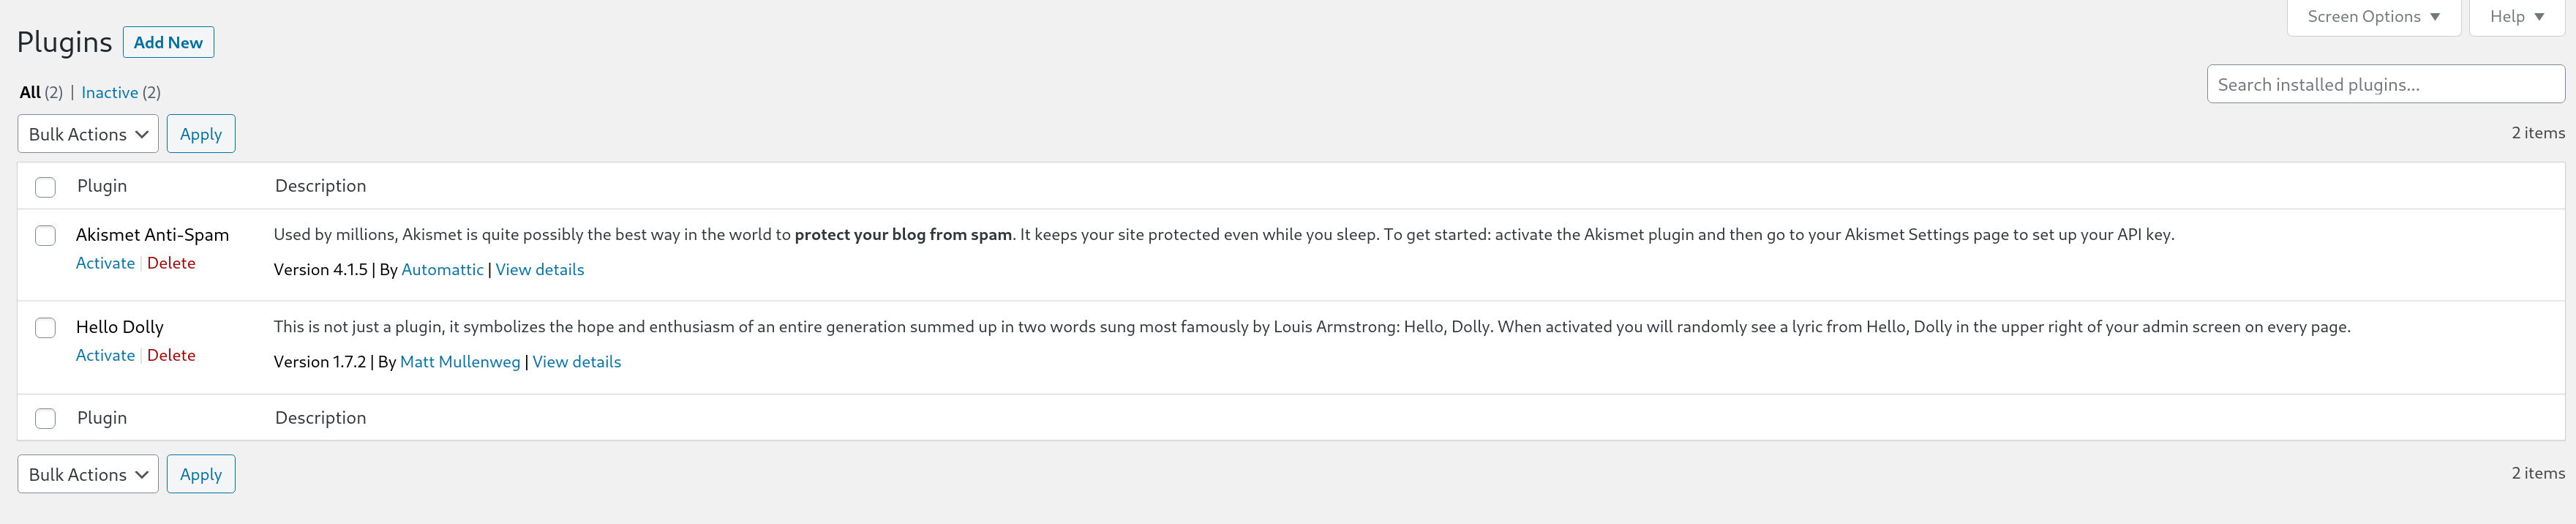 Screen Options ▼
Help ▼
Plugins Add New
All (2) | Inactive (2)
Search installed plugins...
Bulk Actions Apply
2 items
Plugin Description
Akismet Anti-Spam
Activate | Delete
Used by millions, Akismet is quite possibly the best way in the world to protect your blog from spam. It keeps your site protected even while you sleep. To get started: activate the Akismet plugin and then go to your Akismet Settings page to set up your API key.
Version 4.1.5 | By Automattic | View details
Hello Dolly
Activate | Delete
This is not just a plugin, it symbolizes the hope and enthusiasm of an entire generation summed up in two words sung most famously by Louis Armstrong: Hello, Dolly. When activated you will randomly see a lyric from Hello, Dolly in the upper right of your admin screen on every page.
Version 1.7.2 | By Matt Mullenweg | View details
Plugin Description
Bulk Actions Apply
2 items